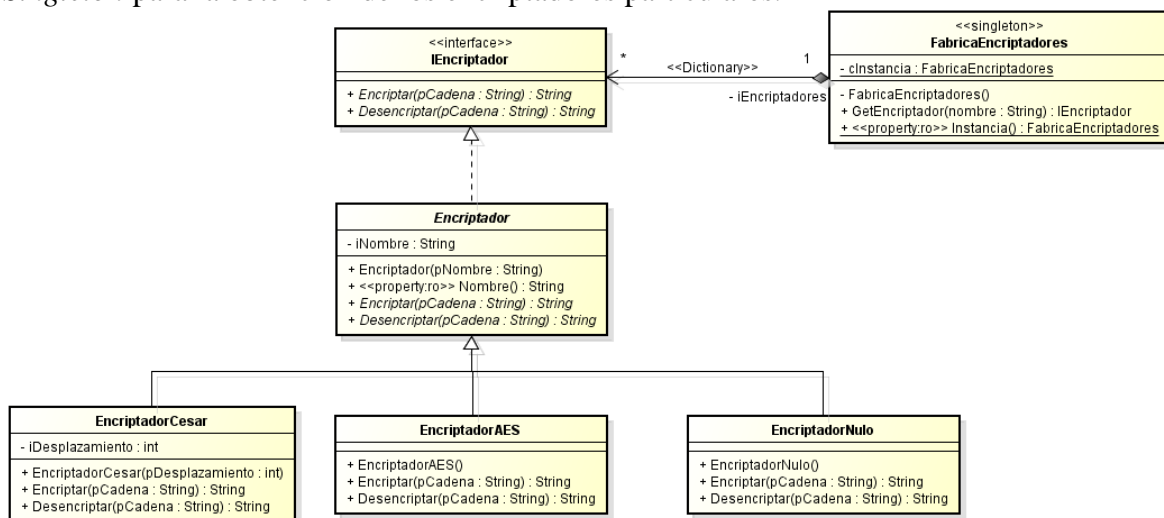 Singleton para la obtención de los encriptadores particulares.
<<interface>>
IEncriptador
+ Encriptar(pCadena : String) : String
+ Desencriptar(pCadena : String) : String
*
<<Dictionary>>
1
- iEncriptadores
<<singleton>>
FabricaEncriptadores
- cInstancia : FabricaEncriptadores
- FabricaEncriptadores()
+ GetEncriptador(nombre : String) : IEncriptador
+ <<property:ro>> Instancia() : FabricaEncriptadores
Encriptador
- iNombre : String
+ Encriptador(pNombre : String)
+ <<property:ro>> Nombre() : String
+ Encriptar(pCadena : String) : String
+ Desencriptar(pCadena : String) : String
EncriptadorCesar
- iDesplazamiento : int
+ EncriptadorCesar(pDesplazamiento : int)
+ Encriptar(pCadena : String) : String
+ Desencriptar(pCadena : String) : String
EncriptadorAES
+ EncriptadorAES()
+ Encriptar(pCadena : String) : String
+ Desencriptar(pCadena : String) : String
EncriptadorNulo
+ EncriptadorNulo()
+ Encriptar(pCadena : String) : String
+ Desencriptar(pCadena : String) : String